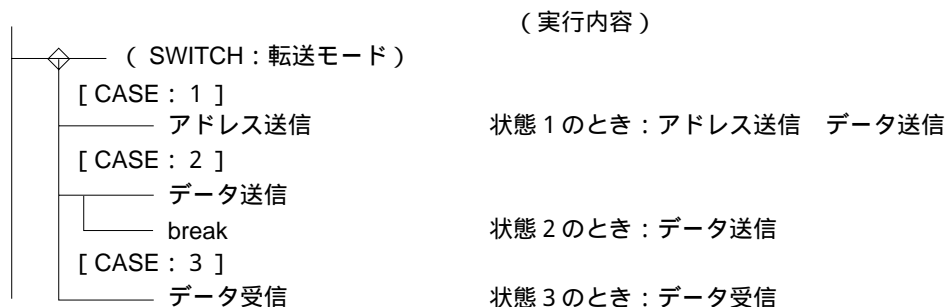 （実行内容）
（ SWITCH：転送モード）
[ CASE： 1 ]
アドレス送信　状態1のとき：アドレス送信　データ送信
[ CASE： 2 ]
データ送信
break　状態2のとき：データ送信
[ CASE： 3 ]
データ受信　状態3のとき：データ受信